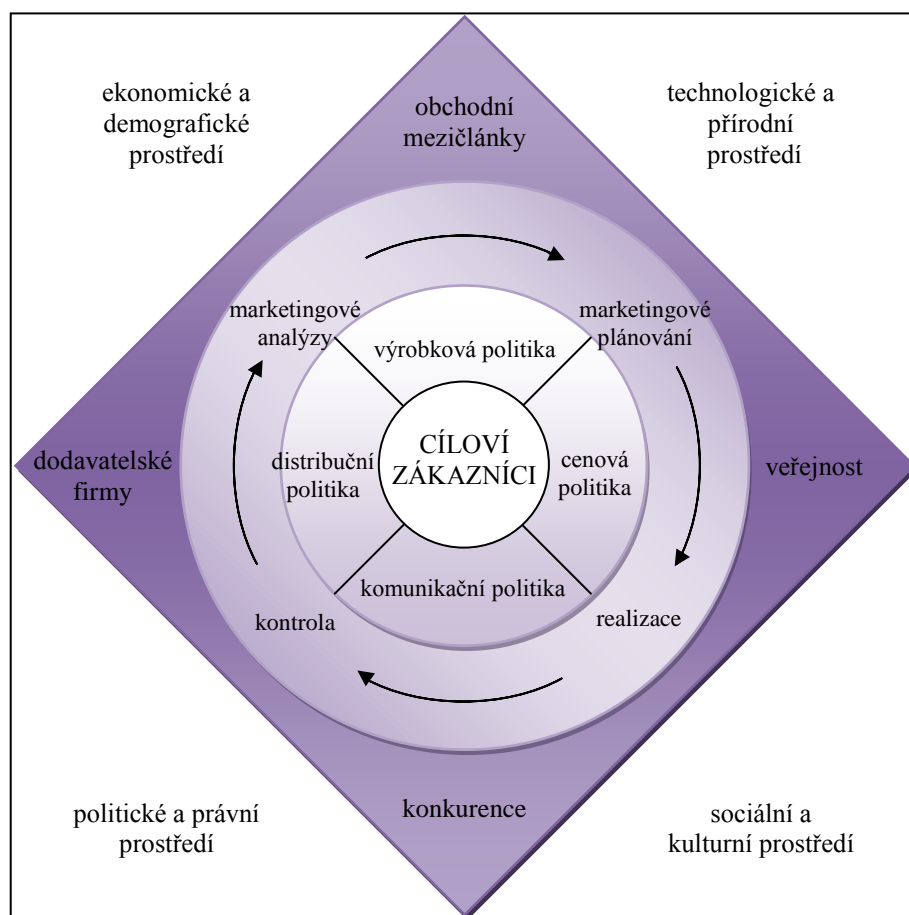 ekonomické a
demografické
prostředí
obchodní
mezičlánky
technologické a
přírodní
prostředí
marketingové
analýzy
marketingové
plánování
výrobková politika
dodavatelské
firmy
distribuční
politika
CÍLOVÍ
ZÁKAZNÍCI
cenová
politika
veřejnost
komunikační politika
kontrola
realizace
politické a právní
prostředí
konkurence
sociální a
kulturní prostředí